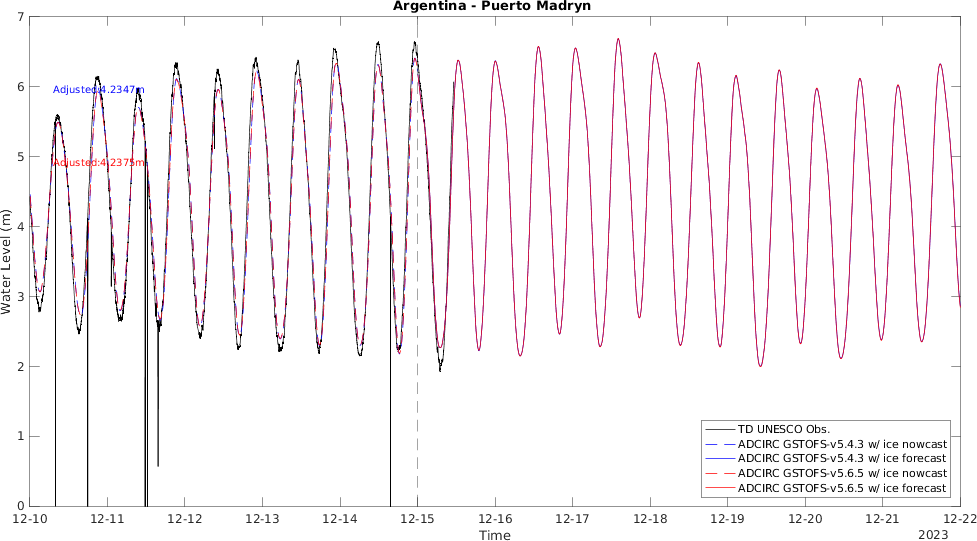 Argentina - Puerto Madryn
Water Level (m)
7
6
5
4
3
2
1
0
Adjusted:4.2347m
Adjusted:4.2375m
TD UNESCO Obs.
ADCIRC GSTOFS-v5.4.3 w/ ice nowcast
ADCIRC GSTOFS-v5.4.3 w/ ice forecast
ADCIRC GSTOFS-v5.6.5 w/ ice nowcast
ADCIRC GSTOFS-v5.6.5 w/ ice forecast
12-10 12-11 12-12 12-13 12-14 12-15 12-16 12-17 12-18 12-19 12-20 12-21 12-22
Time
2023